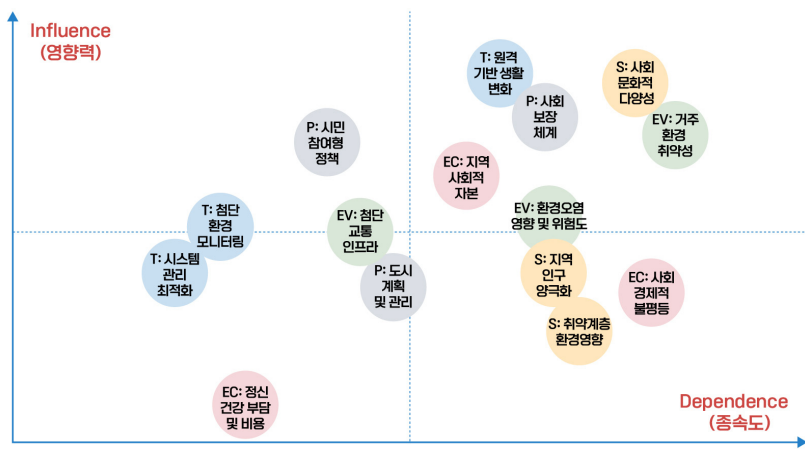 Influence
(영향력)
T: 원격
기반 생활
변화
S: 사회
문화적
다양성
P: 사회
보장
체계
EV: 거주
환경
취약성
P: 시민
참여형
정책
EC: 지역
사회적
자본
T: 첨단
환경
모니터링
EV: 첨단
교통
인프라
EV: 환경오염
영향 및 위험도
T: 시스템
관리
최적화
P: 도시
계획
및 관리
S: 지역
인구
양극화
EC: 사회
경제적
불평등
S: 취약계층
환경영향
EC: 정신
건강 부담
및 비용
Dependence
(종속도)